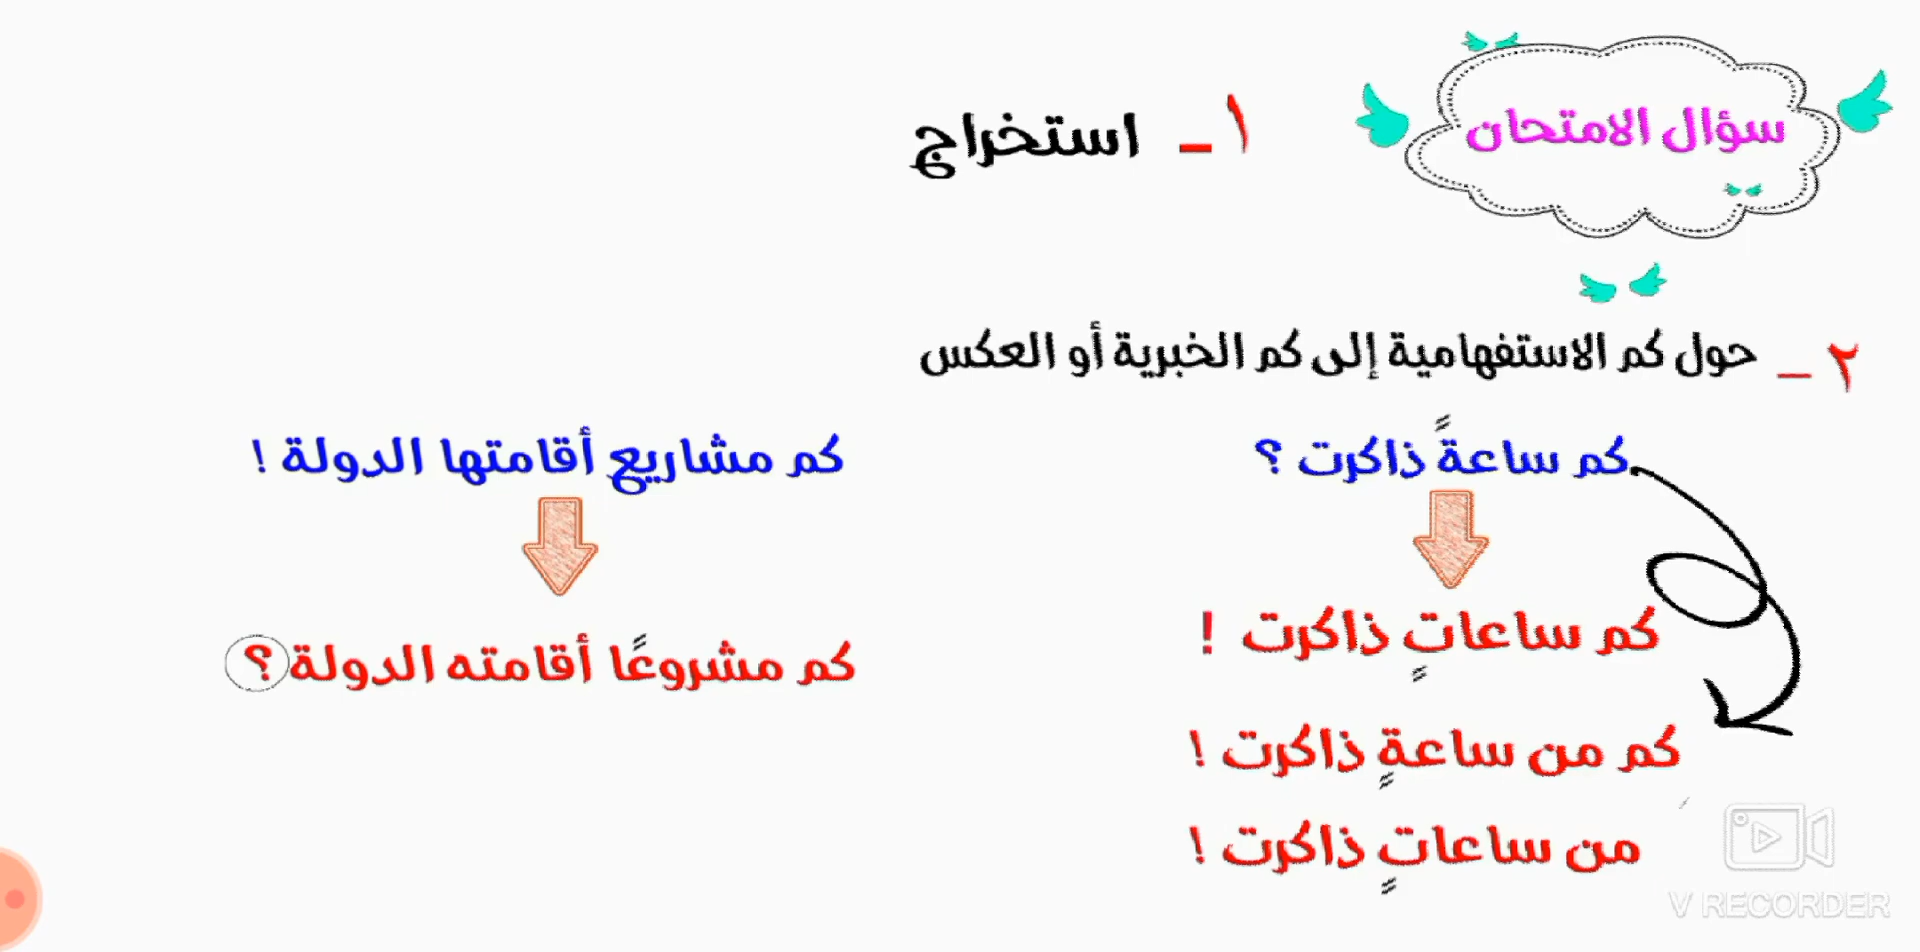 سؤال الامتحان
١ - استخراج
٢ - حول كم الاستفهامية إلى كم الخبرية أو العكس
كم ساعةً ذاكرت ؟
كم ساعاتٍ ذاكرت !
كم من ساعةٍ ذاكرت !
من ساعاتٍ ذاكرت !
كم مشاريع أقامتها الدولة !
كم مشروعًا أقامته الدولة ؟
V RECORDER